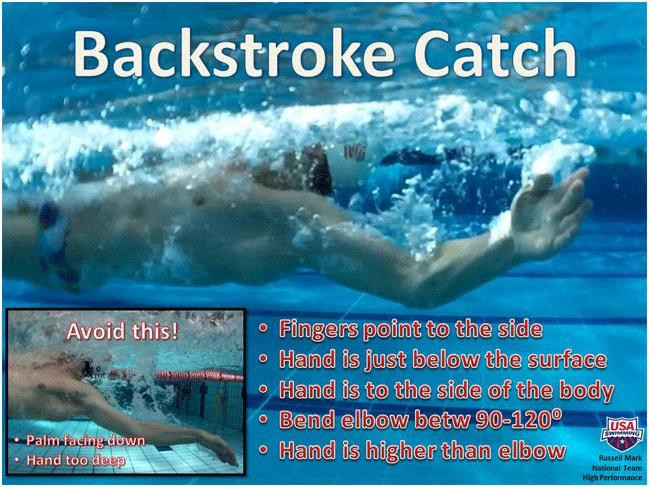 Backstroke Catch
Avoid this!
• Palm facing down
• Hand too deep
• Fingers point to the side
• Hand is just below the surface
• Hand is to the side of the body
• Bend elbow betw 90-120⁰
• Hand is higher than elbow
USA
SWIMMING
Russell Mark
National Team
High Performance